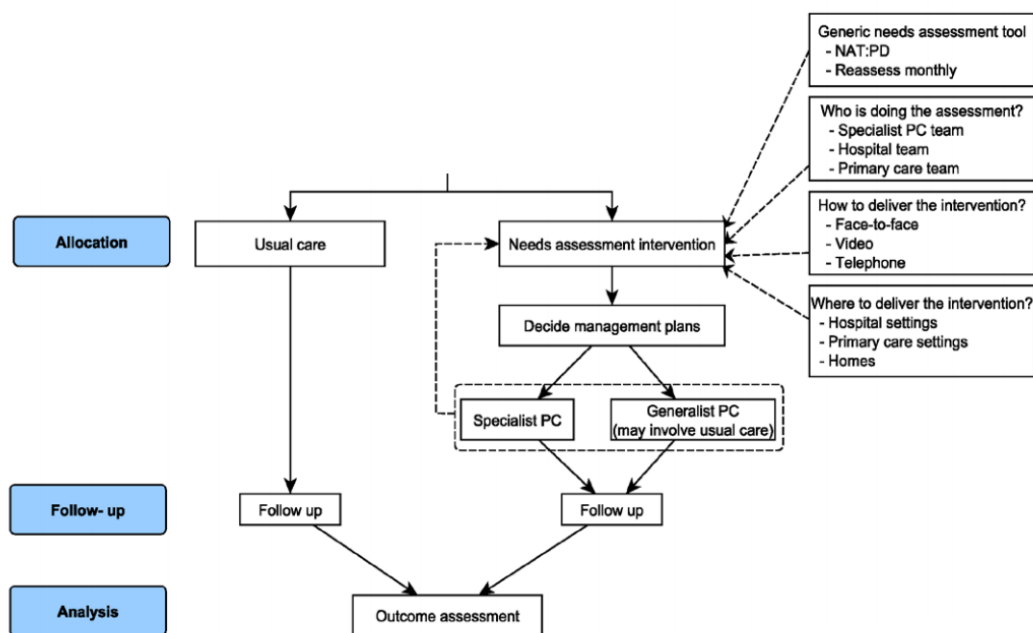 Generic needs assessment tool
- NAT:PD
- Reassess monthly
Who is doing the assessment?
- Specialist PC team
- Hospital team
- Primary care team
How to deliver the intervention?
- Face-to-face
- Video
- Telephone
Where to deliver the intervention?
- Hospital settings
- Primary care settings
- Homes
Allocation
Usual care
Needs assessment intervention
Decide management plans
Specialist PC
Generalist PC
(may involve usual care)
Follow- up
Follow up
Follow up
Analysis
Outcome assessment